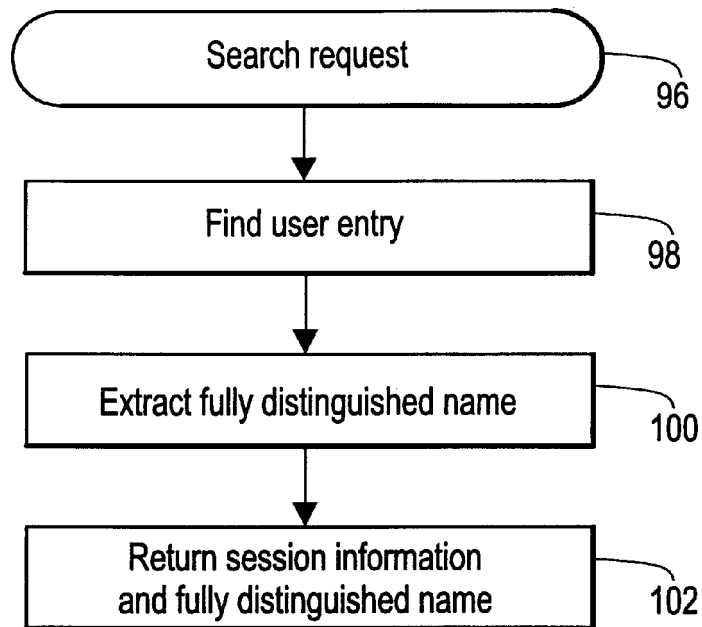 Search request
96
Find user entry
98
Extract fully distinguished name
100
Return session information
and fully distinguished name
102